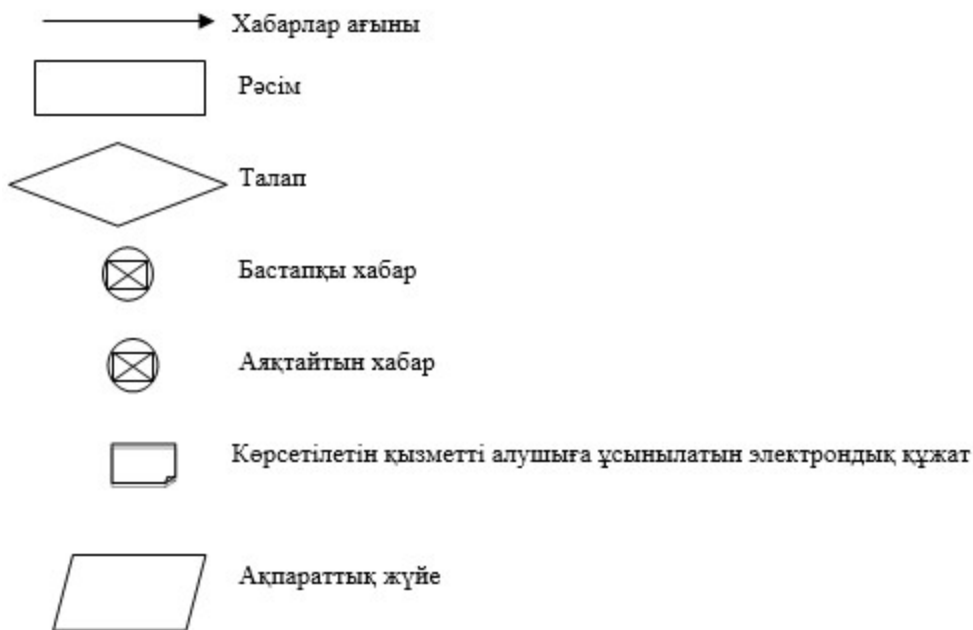 Хабарлар ағыны
Рәсім
Талап
Бастапқы хабар
Аяқтайтын хабар
Көрсетілетін қызметті алушыға ұсынылатын электрондық құжат
Ақпараттық жүйе